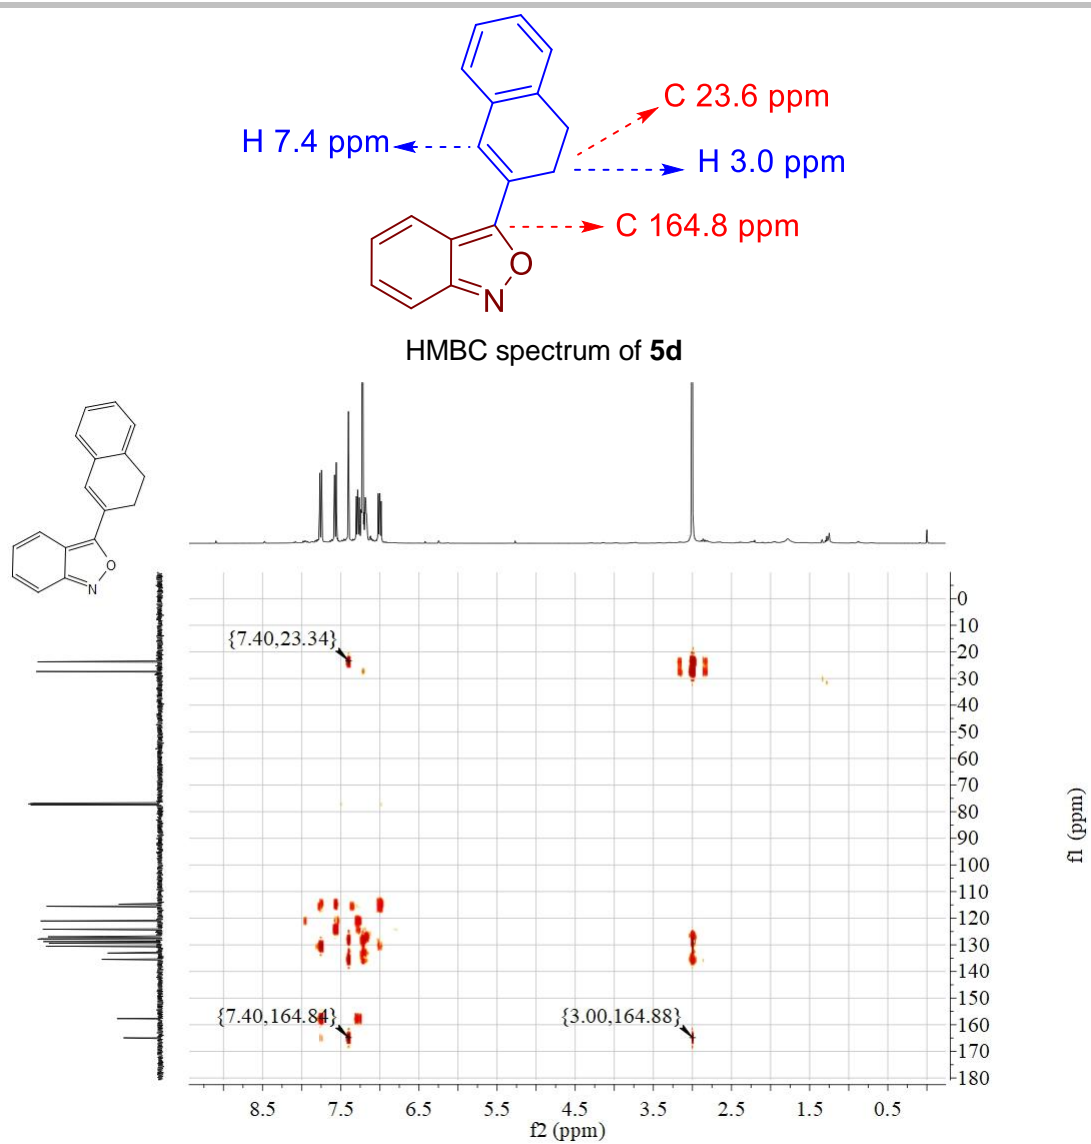 C 23.6 ppm
H 7.4 ppm
H 3.0 ppm
C 164.8 ppm
O
N
HMBC spectrum of 5d
O
N
{7.40,23.34}
{7.40,164.84}
{3.00,164.88}
0
10
20
30
40
50
60
70
80
90
100
110
120
130
140
150
160
170
180
f1 (ppm)
8.5 7.5 6.5 5.5 4.5 3.5 2.5 1.5 0.5
f2 (ppm)